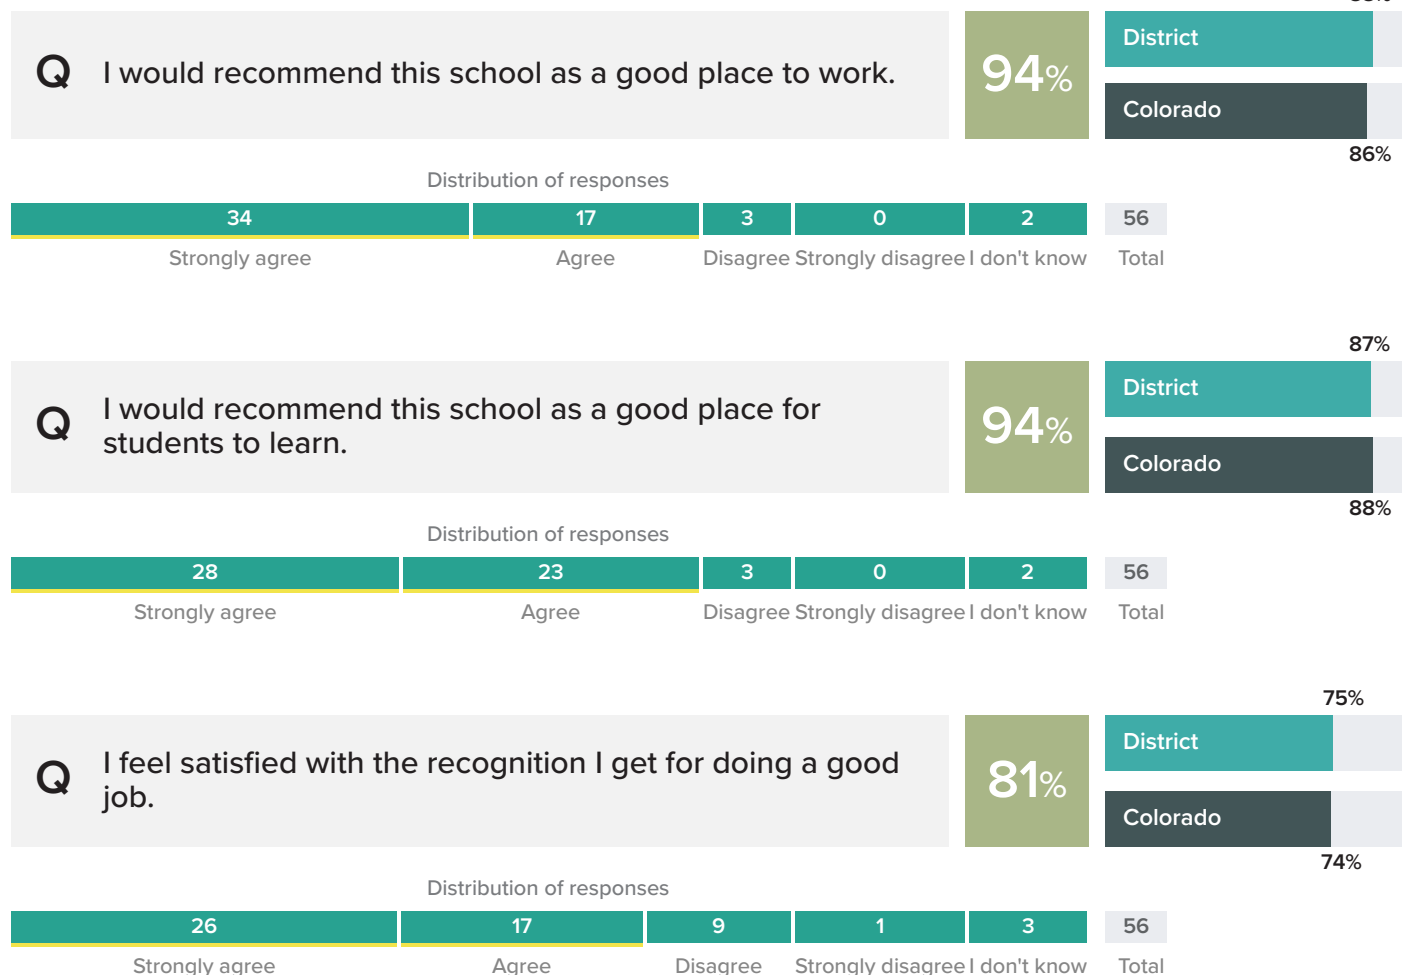 District
Q I would recommend this school as a good place to work.
94%
Colorado
86%
Distribution of responses
34 17 3 0 2 56
Strongly agree Agree Disagree Strongly disagree I don't know Total
87%
District
Q I would recommend this school as a good place for
students to learn.
94%
Colorado
88%
Distribution of responses
28 23 3 0 2 56
Strongly agree Agree Disagree Strongly disagree I don't know Total
75%
District
Q I feel satisfied with the recognition I get for doing a good
job.
81%
Colorado
74%
Distribution of responses
26 17 9 1 3 56
Strongly agree Agree Disagree Strongly disagree I don't know Total